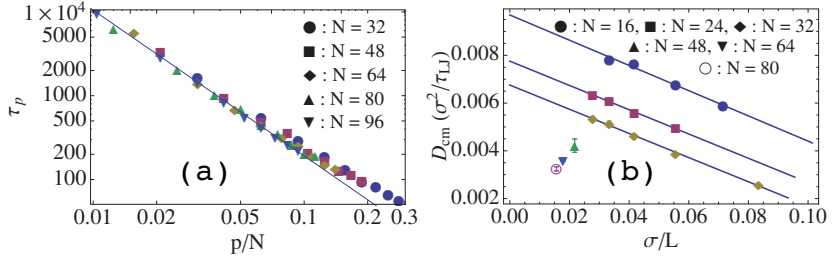 10⁴
5000
2000
1000
500
200
100
τp
0.01
0.02
0.05
0.1
0.2
0.3
p/N
: N = 32
: N = 48
: N = 64
: N = 80
: N = 96
(a)
0.008
0.006
0.004
0.002
Dcm (σ²/τLJ)
0.00
0.02
0.04
0.06
0.08
0.10
σ/L
: N = 16, : N = 24, : N = 32
: N = 48, : N = 64
: N = 80
(b)